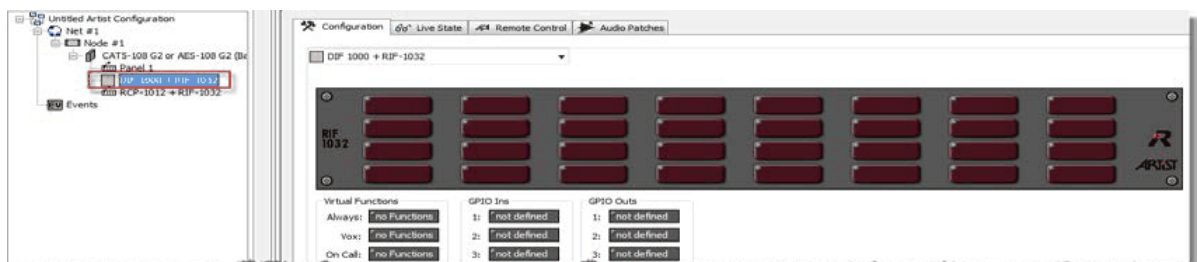 Untitled Artist Configuration
Net #1
Node #1
CATS-108 G2 or AES-108 G2 (Ba
Panel 1
DIF 1000 + RIF-1032
RCP-1012 + RIF-1032
Events
Configuration
Live State
Remote Control
Audio Patches
DIF 1000 + RIF-1032
RIF
1032
ARTIST
Virtual Functions
Always: no Functions
Vox: no Functions
On Call: no Functions
GPIO Ins
1: not defined
2: not defined
3: not defined
GPIO Outs
1: not defined
2: not defined
3: not defined